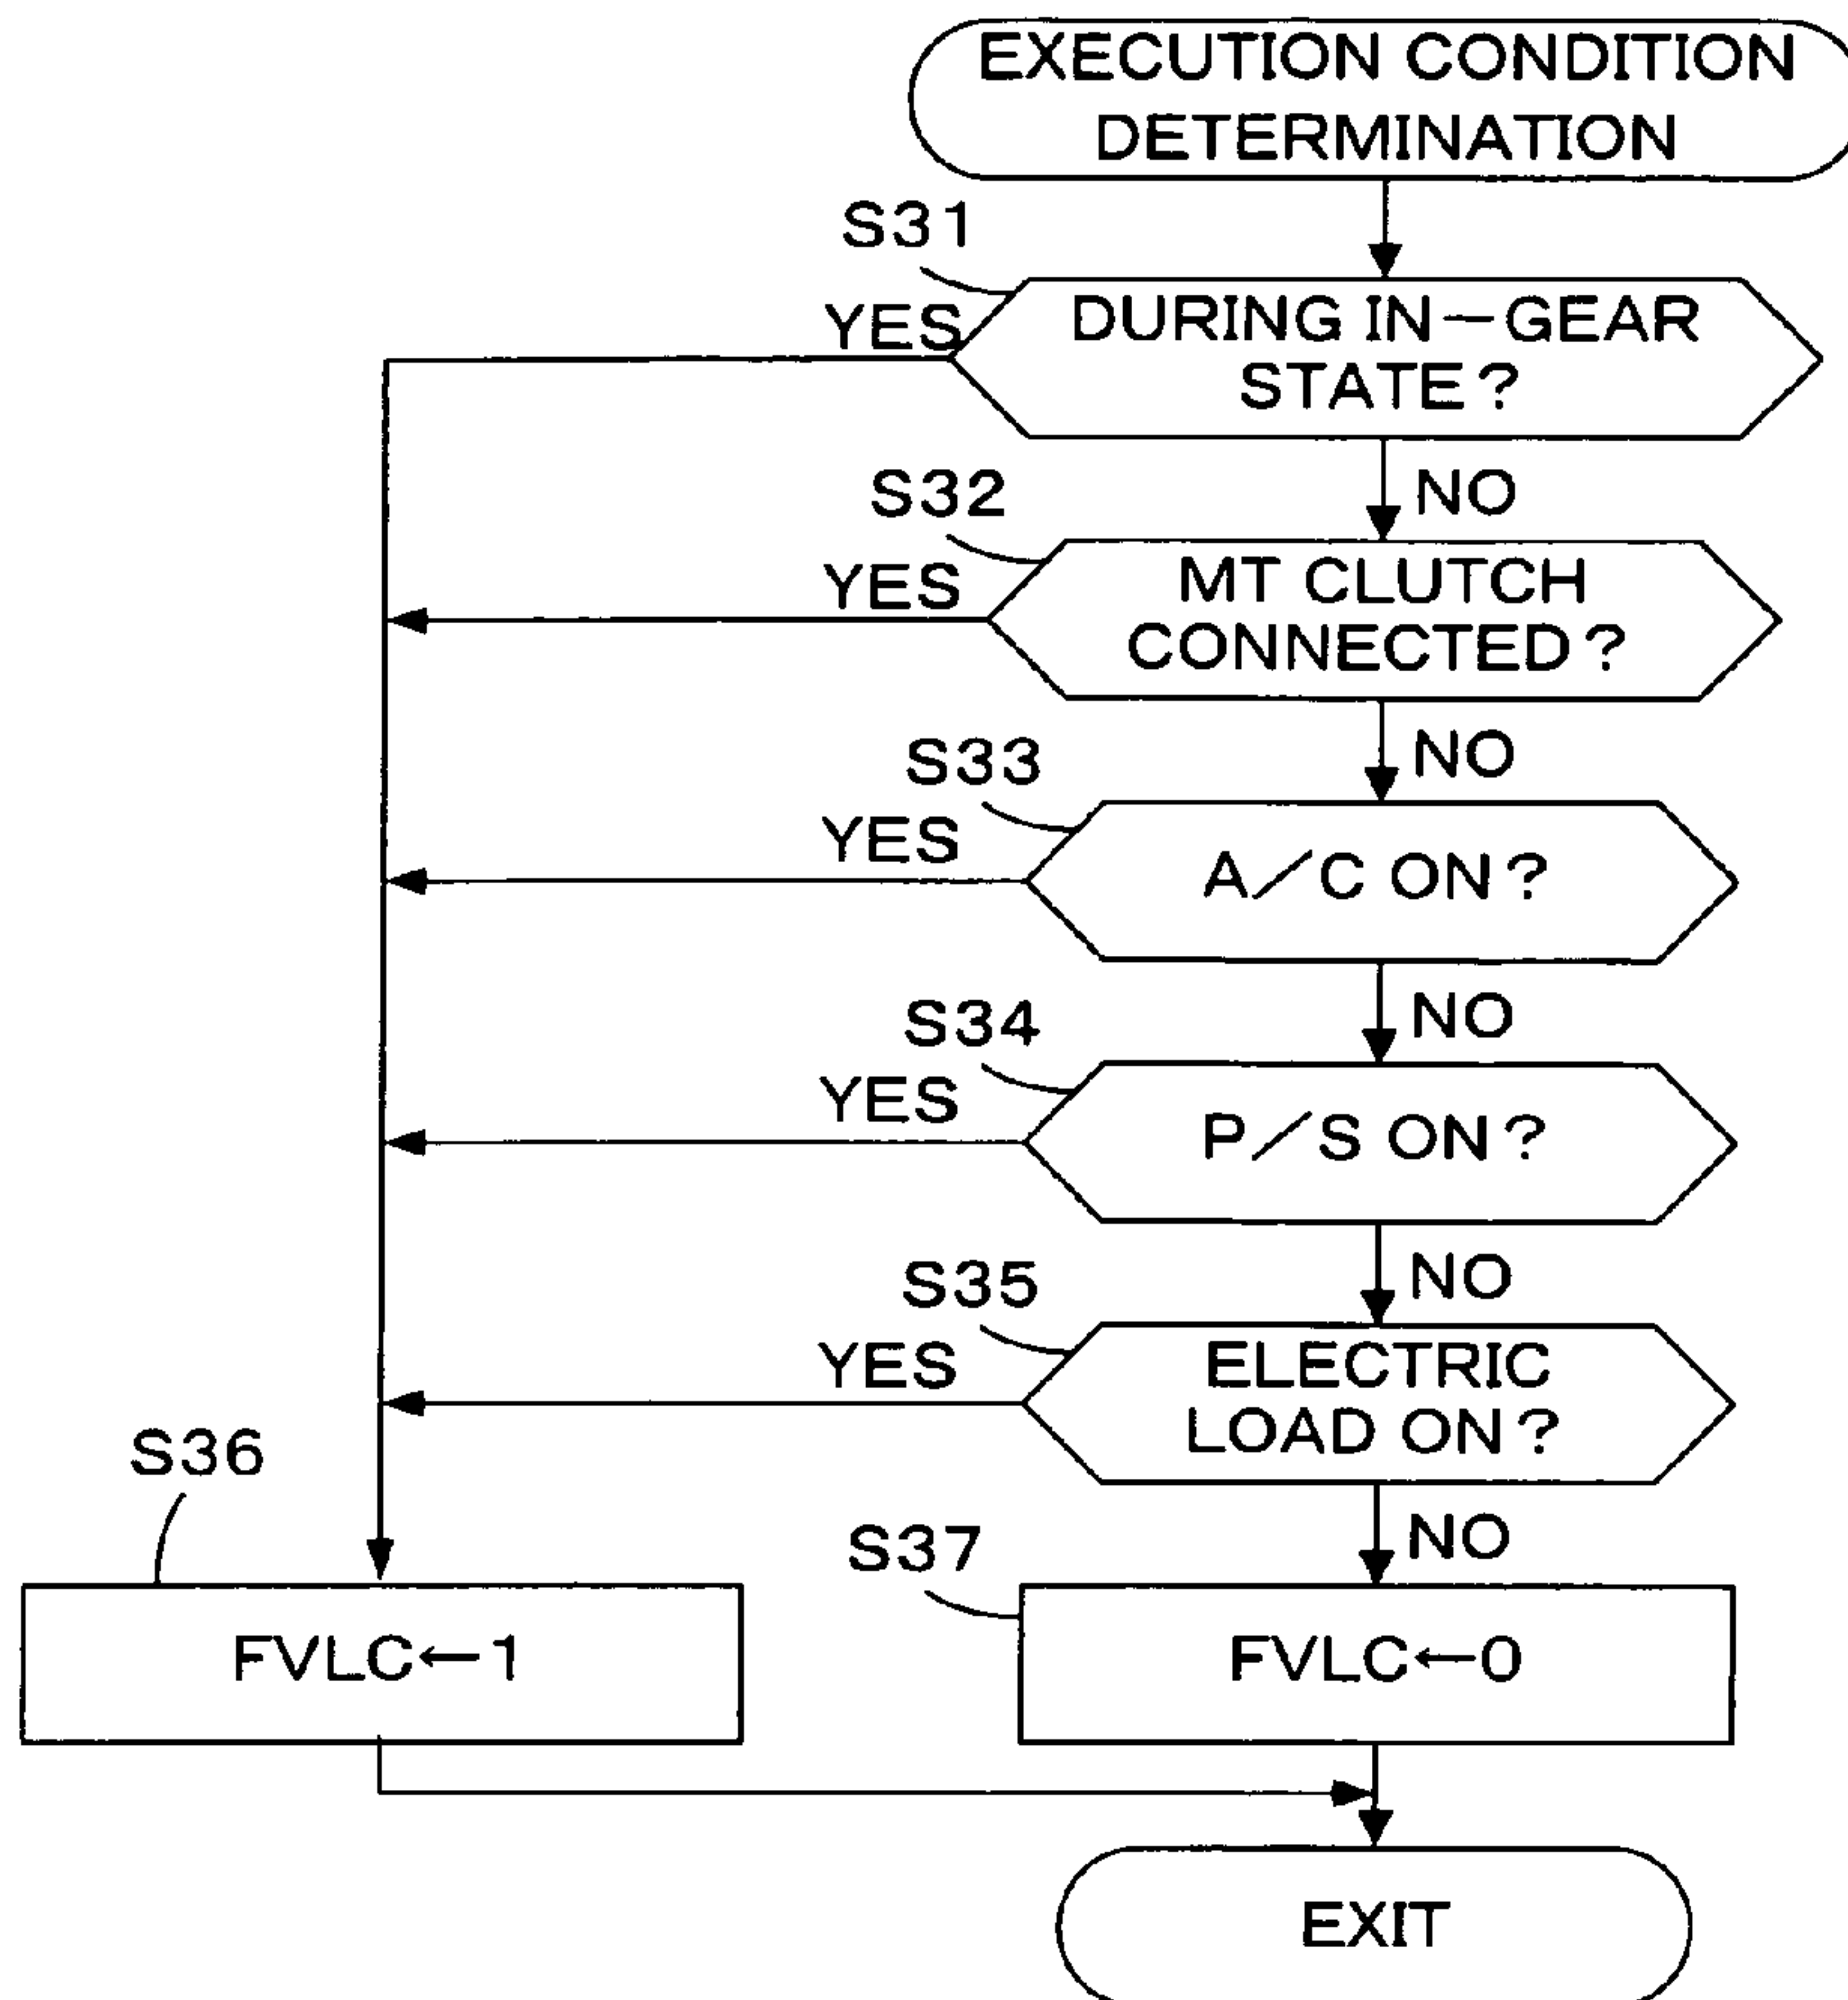 EXECUTION CONDITION
DETERMINATION
S31
YES
DURING IN—GEAR
STATE?
NO
S32
YES
MT CLUTCH
CONNECTED?
NO
S33
YES
A/C ON?
NO
S34
YES
P/S ON?
NO
S35
YES
ELECTRIC
LOAD ON?
NO
S36
FVLC←1
S37
FVLC←0
EXIT